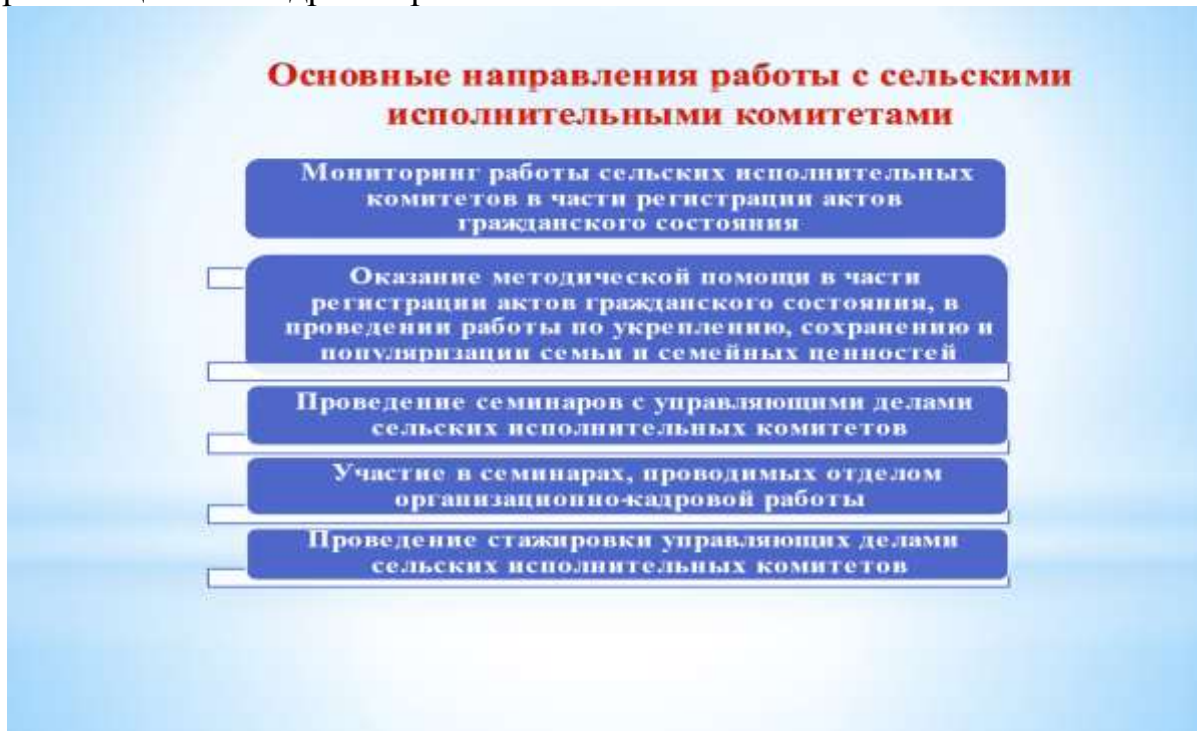 Основные направления работы с сельскими
исполнительными комитетами
Мониторинг работы сельских исполнительных
комитетов в части регистрации актов
гражданского состояния
Оказание методической помощи в части
регистрации актов гражданского состояния, в
проведении работы по укреплению, сохранению и
популяризации семьи и семейных ценностей
Проведение семинаров с управляющими делами
сельских исполнительных комитетов
Участие в семинарах, проводимых отделом
организационно-кадровой работы
Проведение стажировки управляющих делами
сельских исполнительных комитетов